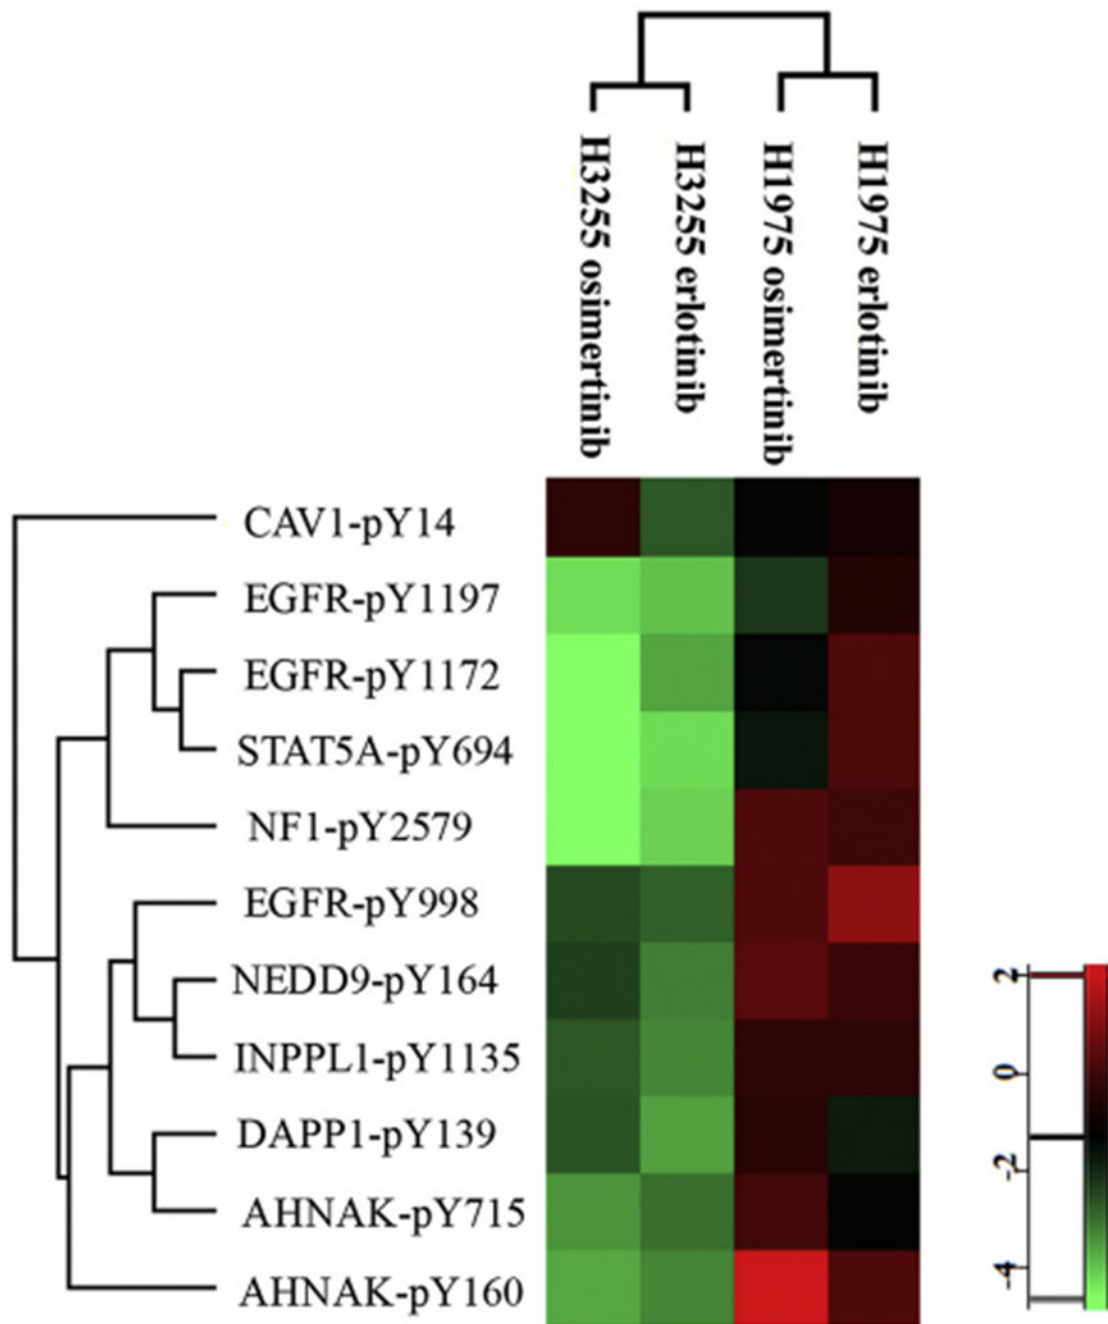 H3255 osimertinib
H3255 erlotinib
H1975 osimertinib
H1975 erlotinib
CAV1-pY14
EGFR-pY1197
EGFR-pY1172
STAT5A-pY694
NF1-pY2579
EGFR-pY998
NEDD9-pY164
INPPL1-pY1135
DAPP1-pY139
AHNAK-pY715
AHNAK-pY160
2
0
-2
-4